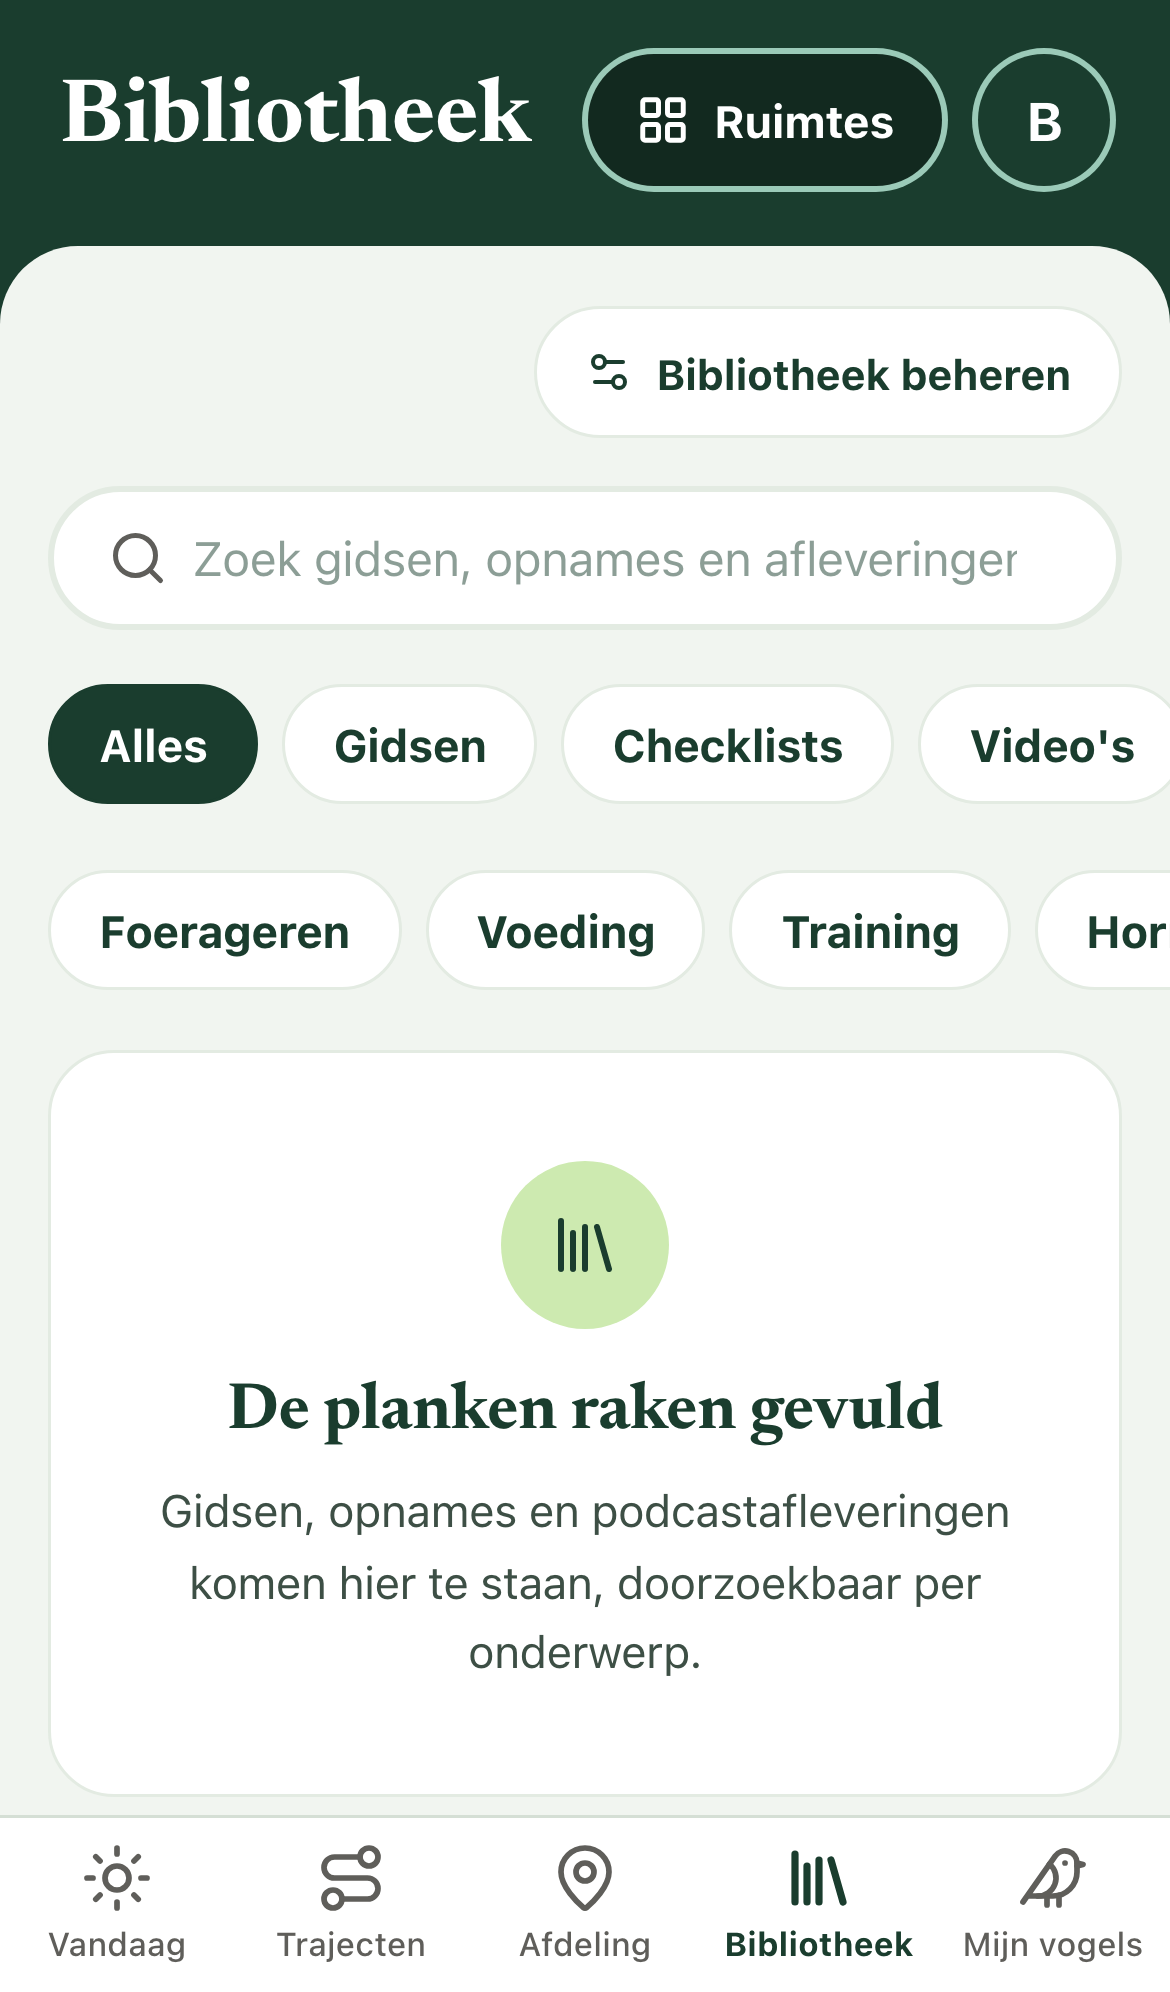 Bibliotheek
Ruimtes
B
Bibliotheek beheren
Zoek gidsen, opnames en afleveringen
Alles
Gidsen
Checklists
Video's
Foerageren
Voeding
Training
De planken raken gevuld
Gidsen, opnames en podcastafleveringen
komen hier te staan, doorzoekbaar per
onderwerp.
Vandaag
Trajecten
Afdeling
Bibliotheek
Mijn vogels